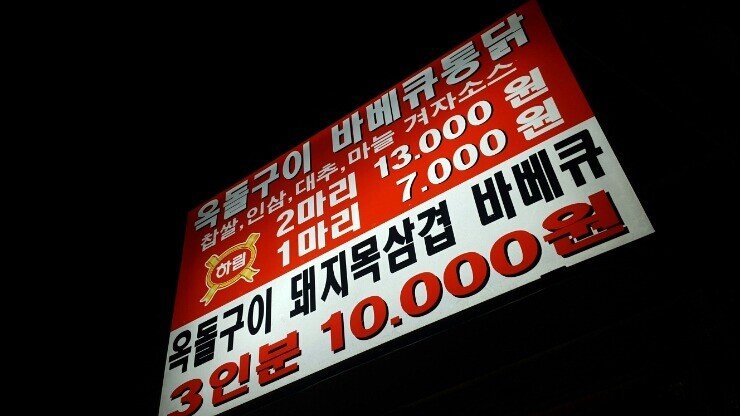 옥돌구이 바베큐통닭
찹쌀,인삼,대추,마늘 겨자소스
2마리 13.000 원
1마리 7.000 원
하림
옥돌구이 돼지목삼겹 바베큐
3인분 10.000원